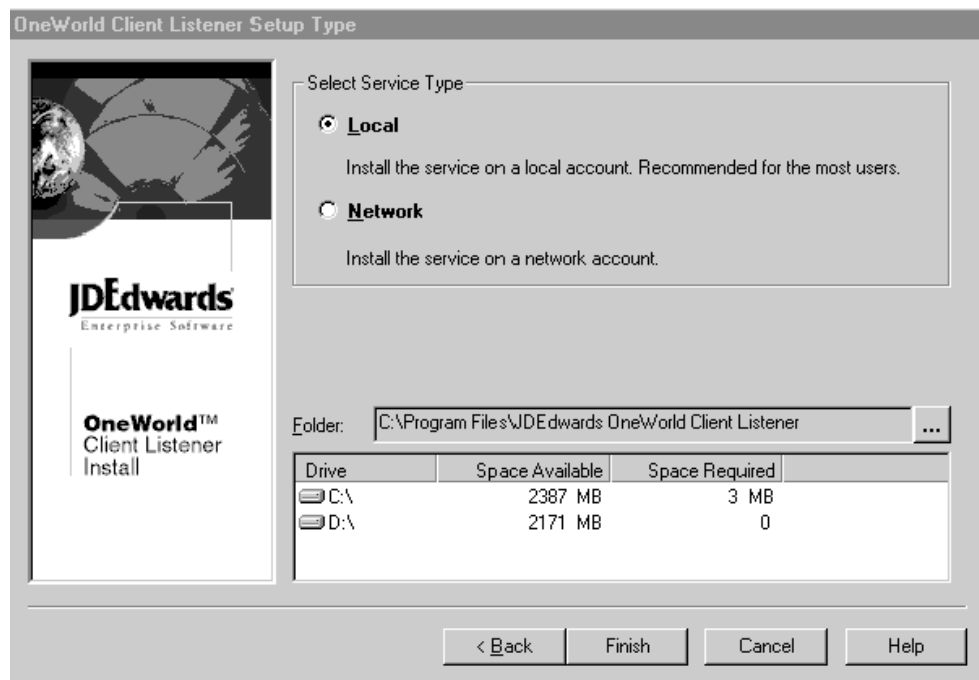 OneWorld Client Listener Setup Type
Select Service Type
Local
Install the service on a local account. Recommended for the most users.
Network
Install the service on a network account.
JDEdwards
Enterprise Software
OneWorld™
Client Listener
Install
Folder: C:\Program Files\JDEdwards OneWorld Client Listener ...
Drive Space Available Space Required
C:\ 2387 MB 3 MB
D:\ 2171 MB 0
< Back Finish Cancel Help